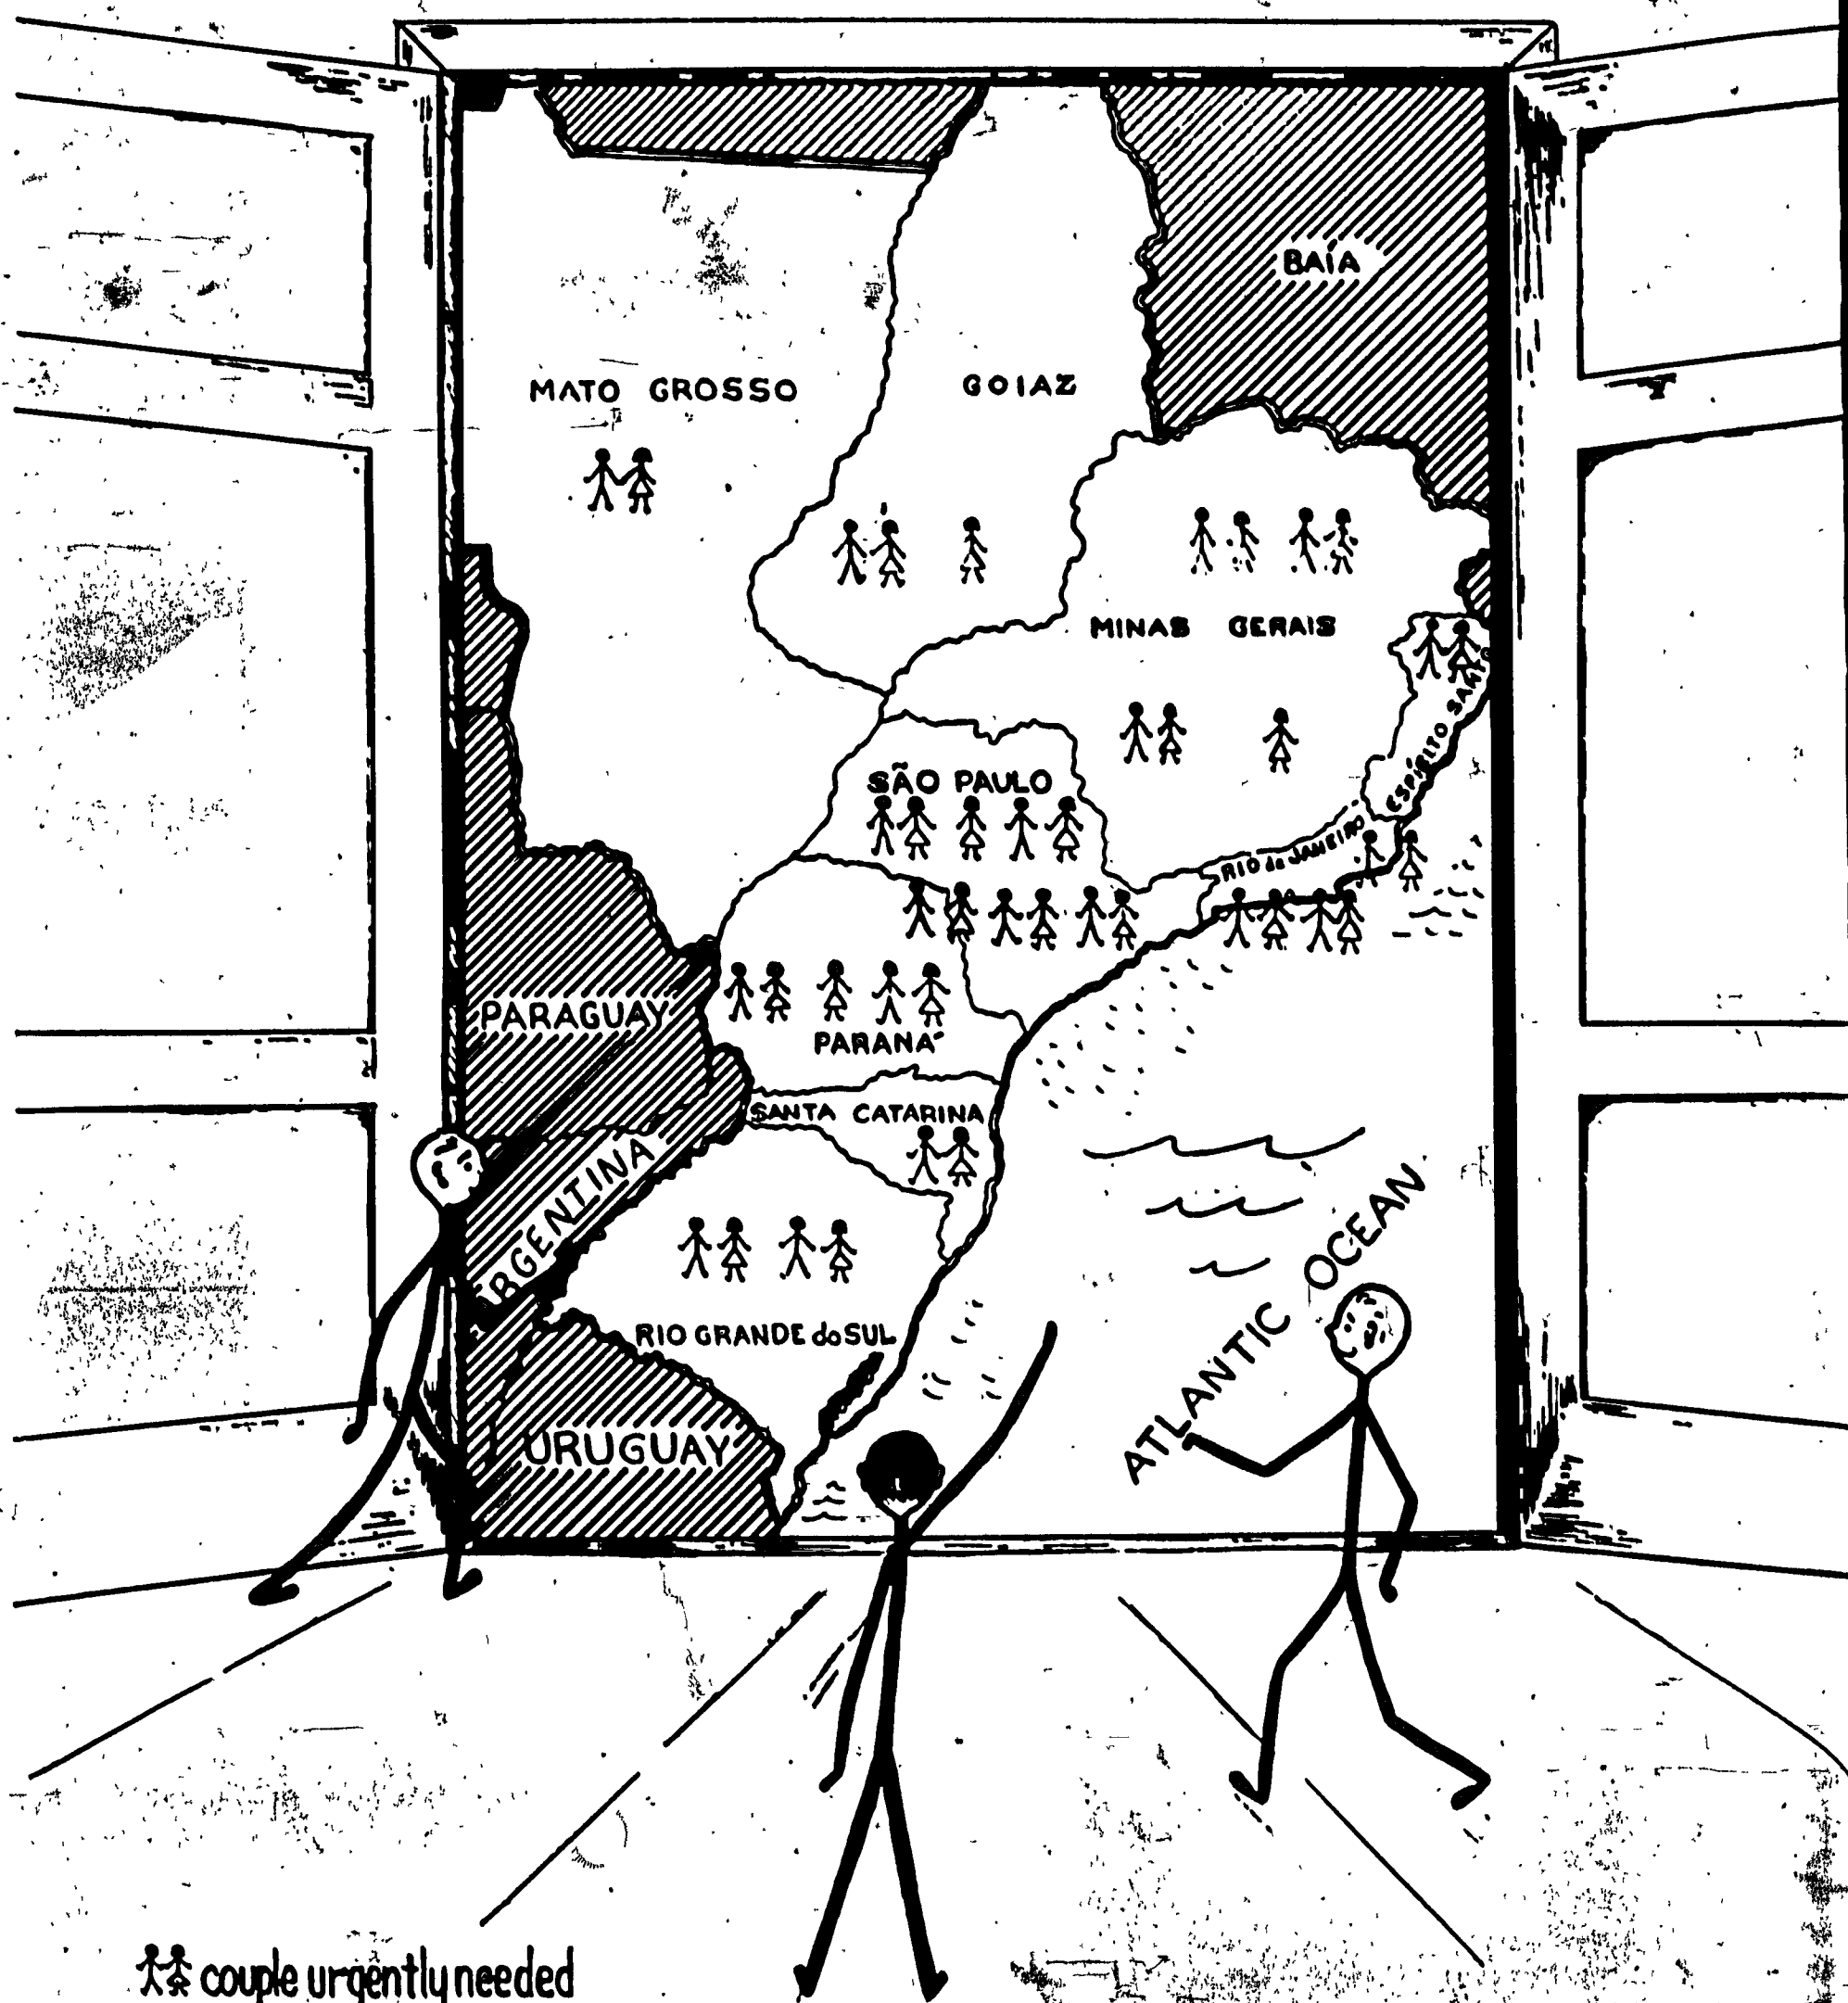 BAÍA
MATO GROSSO
GOIAZ
MINAS GERAIS
ESPÍRITO
SÃO PAULO
RIO de JANEIRO
PARAGUAY
PARANÁ
SANTA CATARINA
ARGENTINA
RIO GRANDE do SUL
URUGUAY
ATLANTIC OCEAN
couple urgently needed